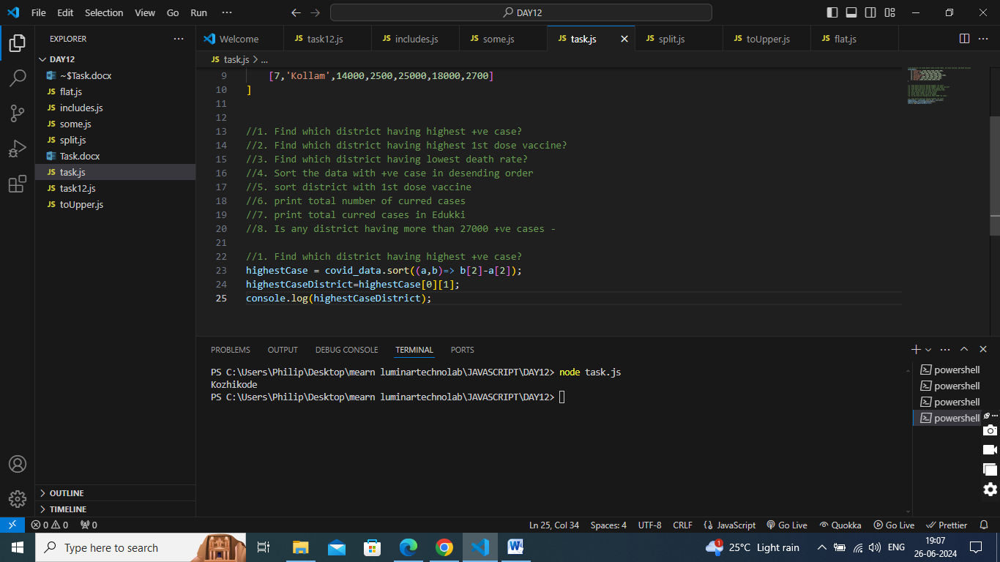 File Edit Selection View Go Run ···
DAY12
EXPLORER
DAY12
~$Task.docx
flat.js
includes.js
some.js
split.js
Task.docx
task.js
task12.js
toUpper.js
OUTLINE
TIMELINE
Welcome
JS task12.js
JS includes.js
JS some.js
JS task.js
JS split.js
JS toUpper.js
JS flat.js
JS task.js > ...
9 [7,'Kollam',14000,2500,25000,18000,2700]
10 ]
11
12
13 //1. Find which district having highest +ve case?
14 //2. Find which district having highest 1st dose vaccine?
15 //3. Find which district having lowest death rate?
16 //4. Sort the data with +ve case in desending order
17 //5. sort district with 1st dose vaccine
18 //6. print total number of curred cases
19 //7. print total curred cases in Edukki
20 //8. Is any district having more than 27000 +ve cases -
21
22 //1. Find which district having highest +ve case?
23 highestCase = covid_data.sort((a,b)=> b[2]-a[2]);
24 highestCaseDistrict=highestCase[0][1];
25 console.log(highestCaseDistrict);
PROBLEMS OUTPUT DEBUG CONSOLE TERMINAL PORTS
PS C:\Users\Philip\Desktop\mearn luminartechnolab\JAVASCRIPT\DAY12> node task.js
Kozhikode
PS C:\Users\Philip\Desktop\mearn luminartechnolab\JAVASCRIPT\DAY12>
powershell
powershell
powershell
powershell
0 0 0
Ln 25, Col 34 Spaces: 4 UTF-8 CRLF JavaScript Go Live Quokka Go Live Prettier
Type here to search
1
25°C Light rain
ENG
19:07
26-06-2024